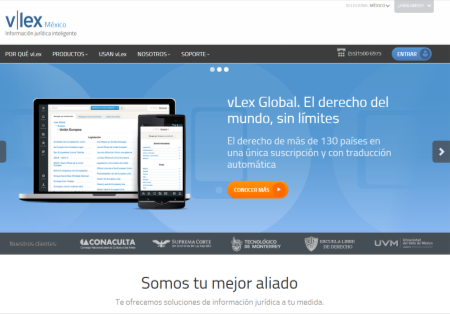 vlex México
Información jurídica inteligente
MÉXICO
POR QUÉ vLex PRODUCTOS USAN vLex NOSOTROS SOPORTE
ENTRAR
vLex Global. El derecho del
mundo, sin límites
El derecho de más de 130 países en
una única suscripción y con traducción
automática
CONOCER MÁS
Nuestros clientes:
CONACULTA
SUPREMA CORTE
TECNOLÓGICO
DE MONTERREY
ESCUELA LIBRE
DE DERECHO
UVM
Somos tu mejor aliado
Te ofrecemos soluciones de información jurídica a tu medida.